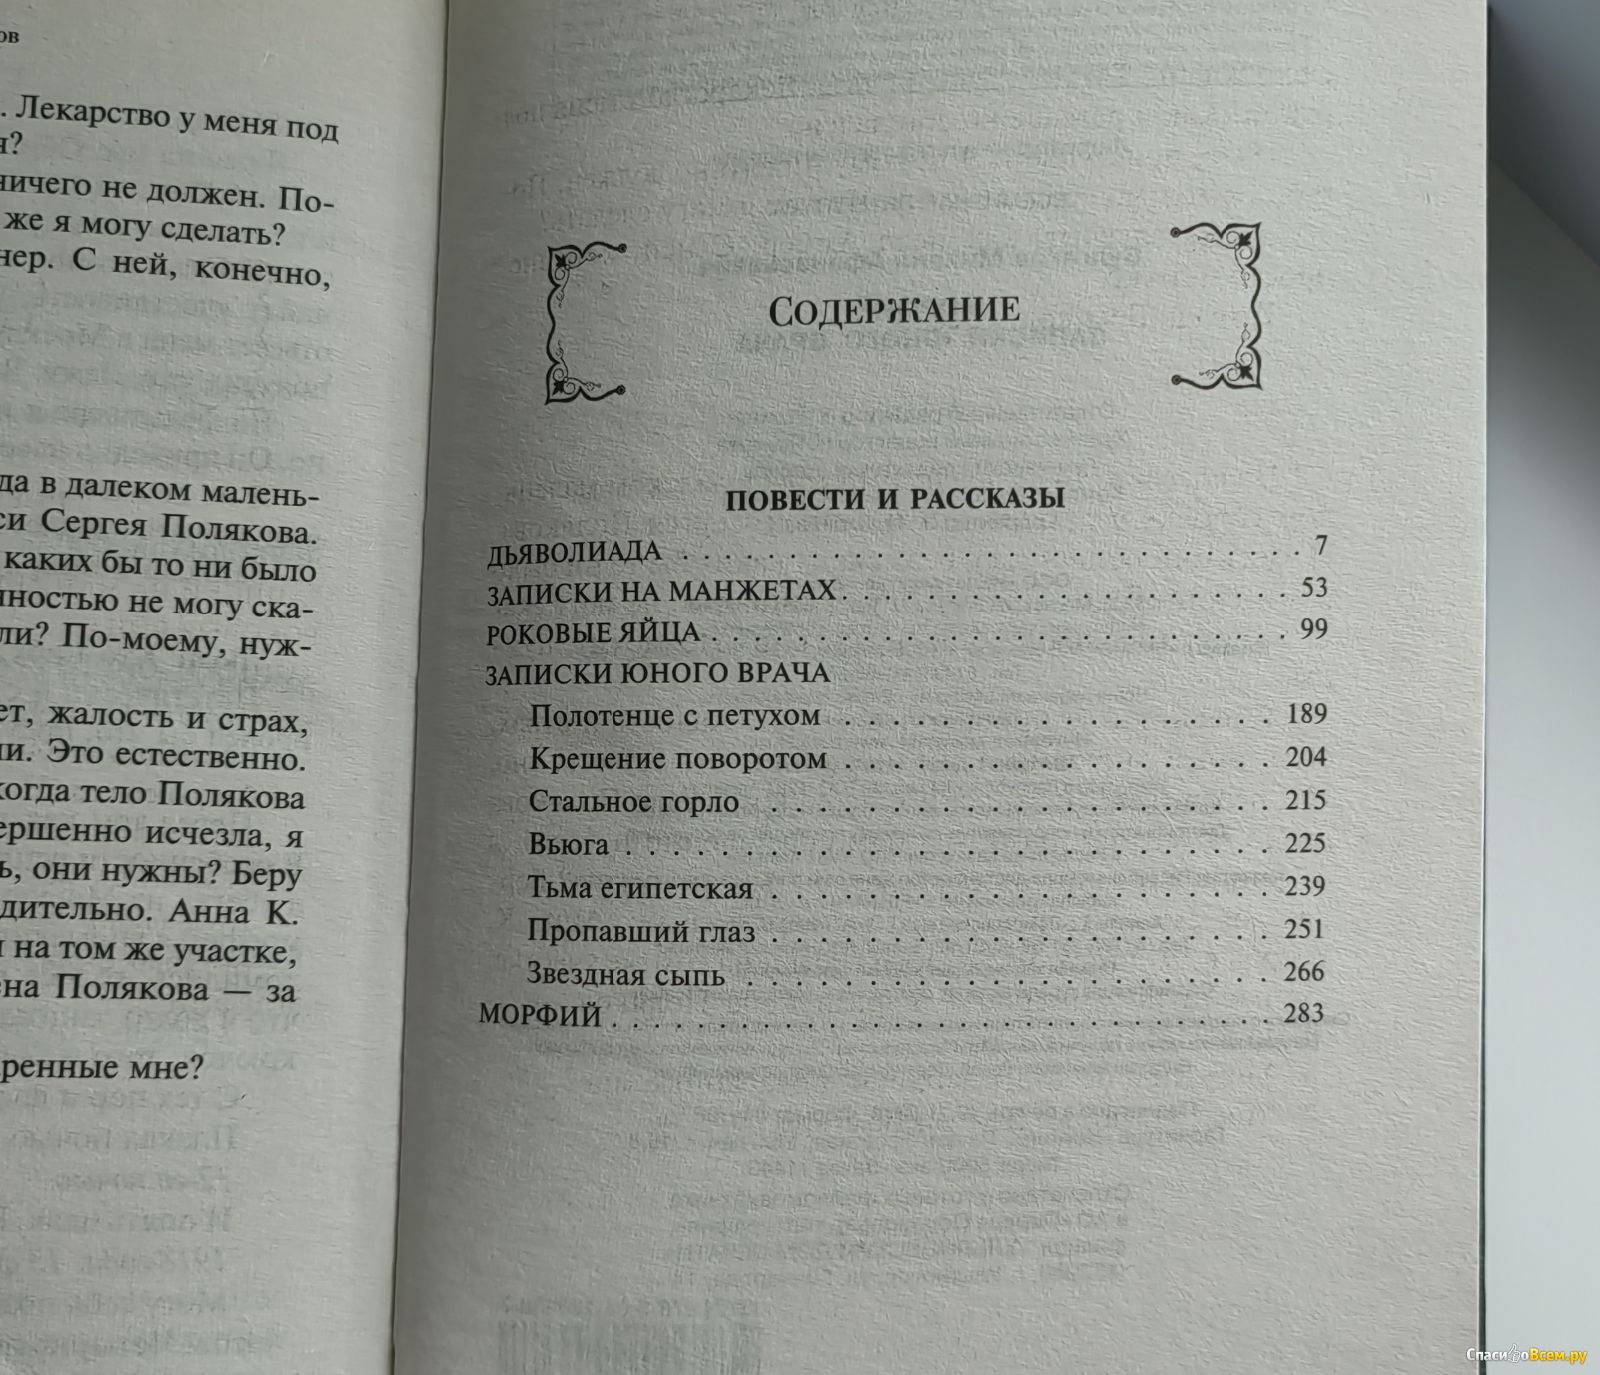 ов
. Лекарство у меня под
я?
ничего не должен. По-
же я могу сделать?
нер. С ней, конечно,
да в далеком малень-
си Сергея Полякова.
каких бы то ни было
нностью не могу ска-
ли? По-моему, нуж-
ет, жалость и страх,
ии. Это естественно.
когда тело Полякова
ершенно исчезла, я
ь, они нужны? Беру
дительно. Анна К.
на том же участке,
ена Полякова — за
ренные мне?
СОДЕРЖАНИЕ
ПОВЕСТИ И РАССКАЗЫ
ДЬЯВОЛИАДА . . . . . . . . . . . . . . . . . . . . . . . . 7
ЗАПИСКИ НА МАНЖЕТАХ . . . . . . . . . . . . . . . . . 53
РОКОВЫЕ ЯЙЦА . . . . . . . . . . . . . . . . . . . . . . 99
ЗАПИСКИ ЮНОГО ВРАЧА
Полотенце с петухом . . . . . . . . . . . . . . . . . 189
Крещение поворотом . . . . . . . . . . . . . . . . . 204
Стальное горло . . . . . . . . . . . . . . . . . . . 215
Вьюга . . . . . . . . . . . . . . . . . . . . . . . . 225
Тьма египетская . . . . . . . . . . . . . . . . . . . 239
Пропавший глаз . . . . . . . . . . . . . . . . . . . 251
Звездная сыпь . . . . . . . . . . . . . . . . . . . . 266
МОРФИЙ . . . . . . . . . . . . . . . . . . . . . . . . 283
СпасибоВсем.ру